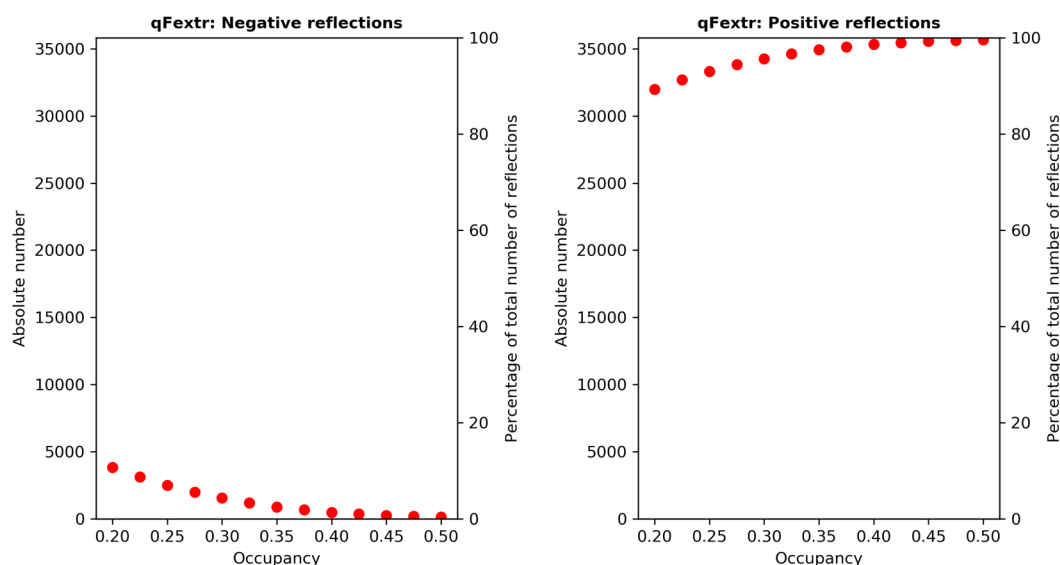 qFextr: Negative reflections
35000
30000
25000
20000
15000
10000
5000
0
Absolute number
100
80
60
40
20
0
Percentage of total number of reflections
0.20 0.25 0.30 0.35 0.40 0.45 0.50
Occupancy
qFextr: Positive reflections
35000
30000
25000
20000
15000
10000
5000
0
Absolute number
100
80
60
40
20
0
Percentage of total number of reflections
0.20 0.25 0.30 0.35 0.40 0.45 0.50
Occupancy